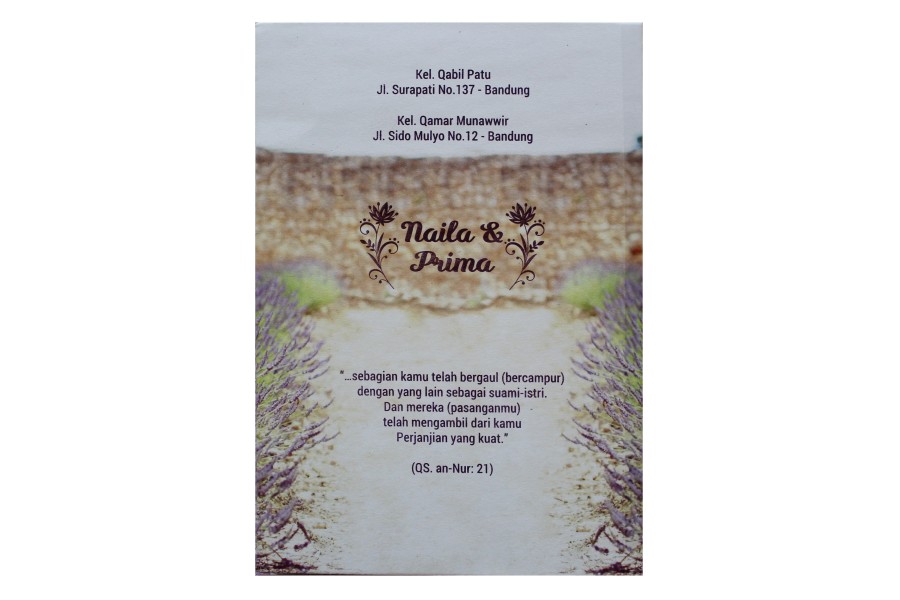 Kel. Qabil Patu
Jl. Surapati No.137 - Bandung
Kel. Qamar Munawwir
Jl. Sido Mulyo No.12 - Bandung
Naila &
Prima
"...sebagian kamu telah bergaul (bercampur)
dengan yang lain sebagai suami-istri.
Dan mereka (pasanganmu)
telah mengambil dari kamu
Perjanjian yang kuat."
(QS. an-Nur: 21)